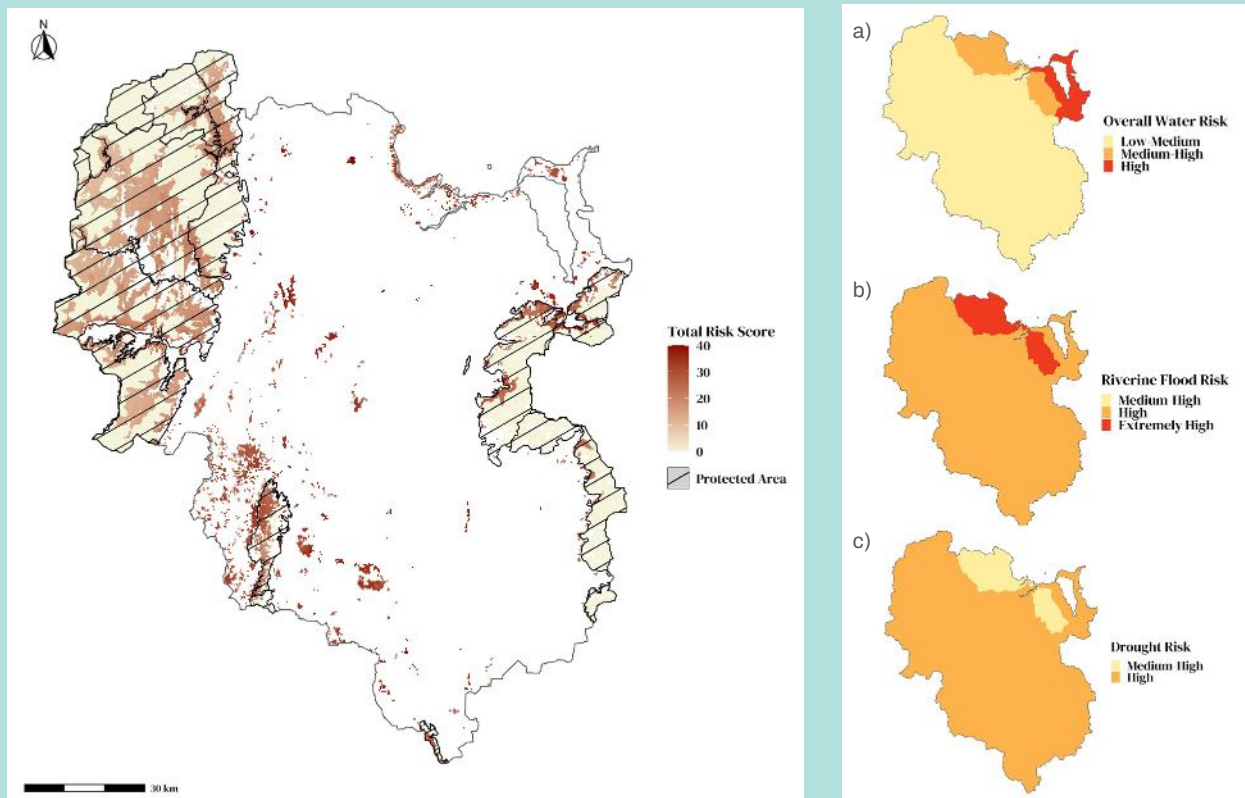 N
Total Risk Score
40
30
20
10
0
Protected Area
30 km
a)
Overall Water Risk
Low-Medium
Medium-High
High
b)
Riverine Flood Risk
Medium High
High
Extremely High
c)
Drought Risk
Medium-High
High